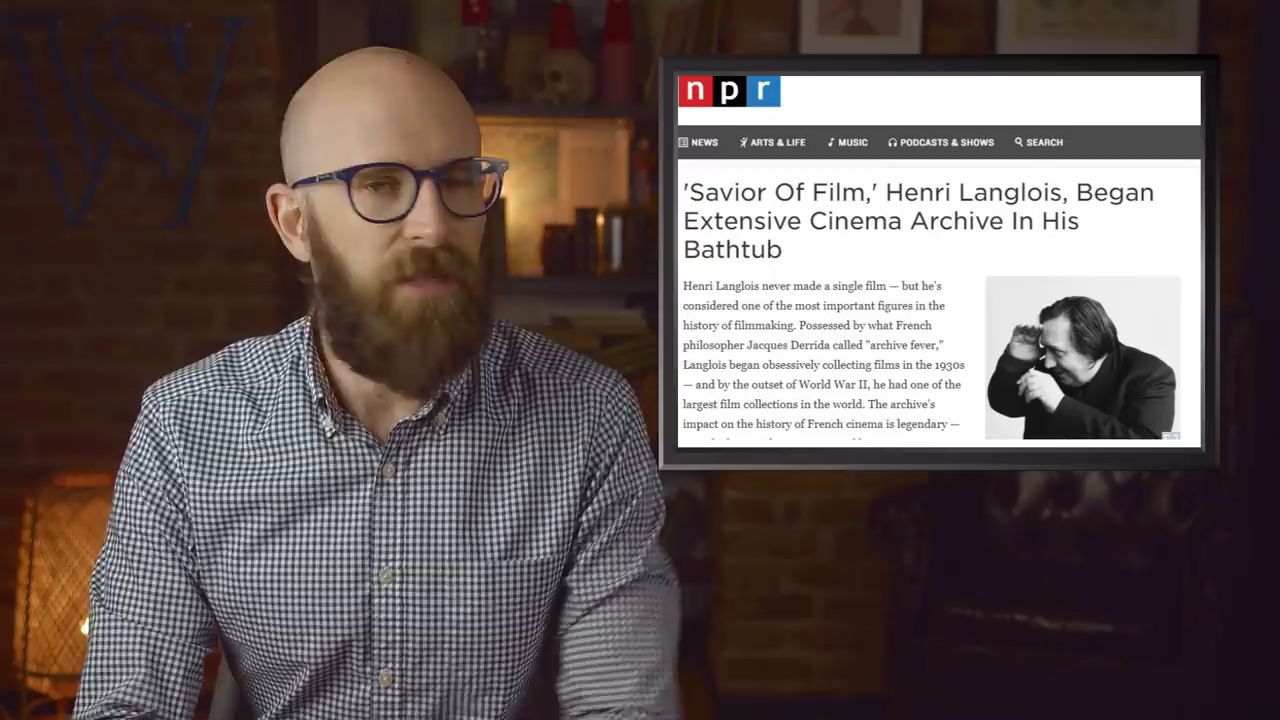 WS
npr
NEWS ARTS & LIFE MUSIC PODCASTS & SHOWS SEARCH
'Savior Of Film,' Henri Langlois, Began
Extensive Cinema Archive In His
Bathtub
Henri Langlois never made a single film — but he's
considered one of the most important figures in the
history of filmmaking. Possessed by what French
philosopher Jacques Derrida called "archive fever,"
Langlois began obsessively collecting films in the 1930s
— and by the outset of World War II, he had one of the
largest film collections in the world. The archive's
impact on the history of French cinema is legendary —